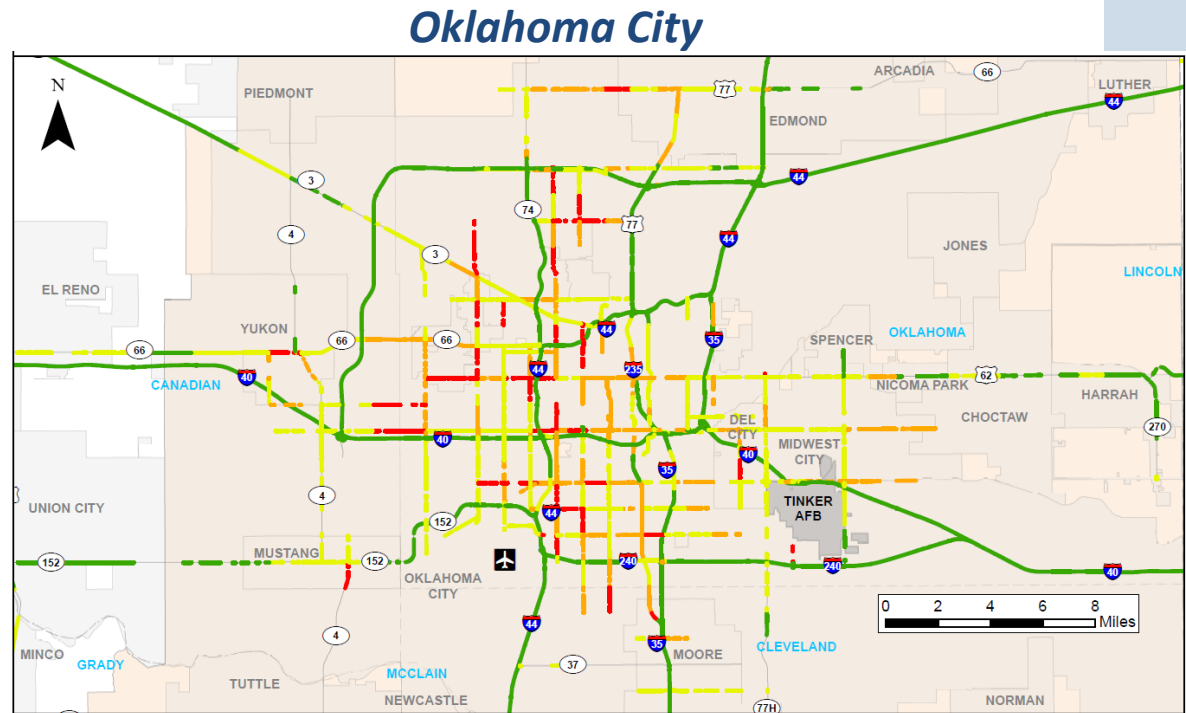 Oklahoma City
N
ARCADIA
66
LUTHER
PIEDMONT
77
44
EDMOND
3
44
74
77
4
3
44
JONES
EL RENO
LINCOLN
YUKON
44
OKLAHOMA
66
66
66
35
SPENCER
CANADIAN
40
44
235
62
NICOMA PARK
HARRAH
CHOCTAW
DEL
CITY
270
40
40
MIDWEST
CITY
35
4
UNION CITY
TINKER
AFB
152
44
MUSTANG
152
152
240
240
40
OKLAHOMA
CITY
0 2 4 6 8
Miles
44
4
35
CLEVELAND
MINCO
GRADY
MOORE
37
MCCLAIN
TUTTLE
NEWCASTLE
NORMAN
77H